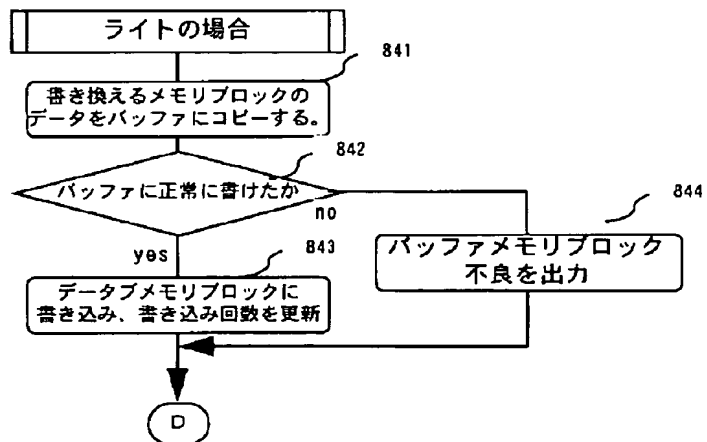 ライトの場合
841
書き換えるメモリブロックの
データをバッファにコピーする。
842
バッファに正常に書けたか
no
844
yes
843
バッファメモリブロック
不良を出力
データブメモリブロックに
書き込み、書き込み回数を更新
D